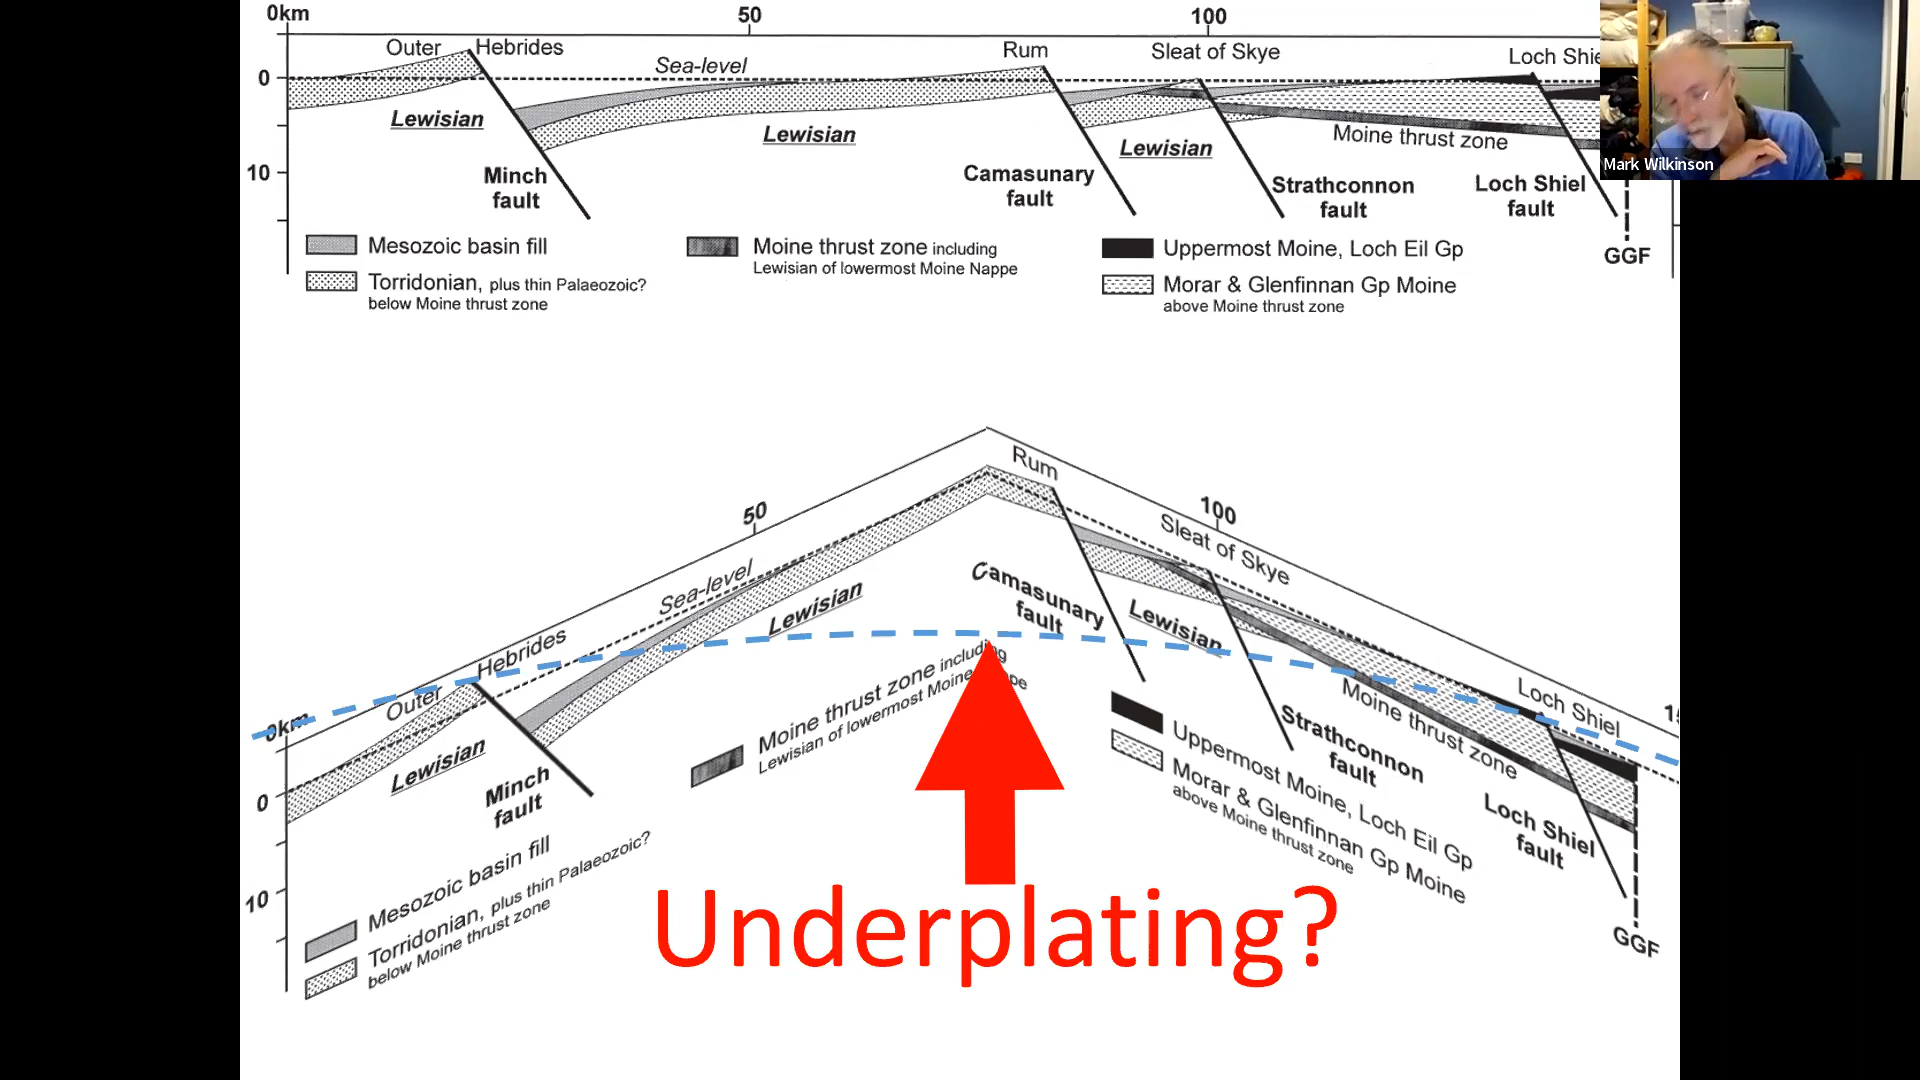 0km 50 100
Outer Hebrides Sea-level Rum Sleat of Skye Loch Shie
0
Lewisian Lewisian Lewisian Moine thrust zone
10
Minch
fault
Camasunary
fault
Strathconnon
fault
Loch Shiel
fault
GGF
Mesozoic basin fill
Torridonian, plus thin Palaeozoic?
below Moine thrust zone
Moine thrust zone including
Lewisian of lowermost Moine Nappe
Uppermost Moine, Loch Eil Gp
Morar & Glenfinnan Gp Moine
above Moine thrust zone
Mark Wilkinson
0km 50 100
Outer Hebrides Sea-level Rum Sleat of Skye Loch Shiel
0
10
Lewisian Lewisian Lewisian Moine thrust zone
Minch
fault
Camasunary
fault
Strathconnon
fault
Loch Shiel
fault
GGF
Mesozoic basin fill
Torridonian, plus thin Palaeozoic?
below Moine thrust zone
Moine thrust zone including
Lewisian of lowermost Moine
Uppermost Moine, Loch Eil Gp
Morar & Glenfinnan Gp Moine
above Moine thrust zone
Underplating?